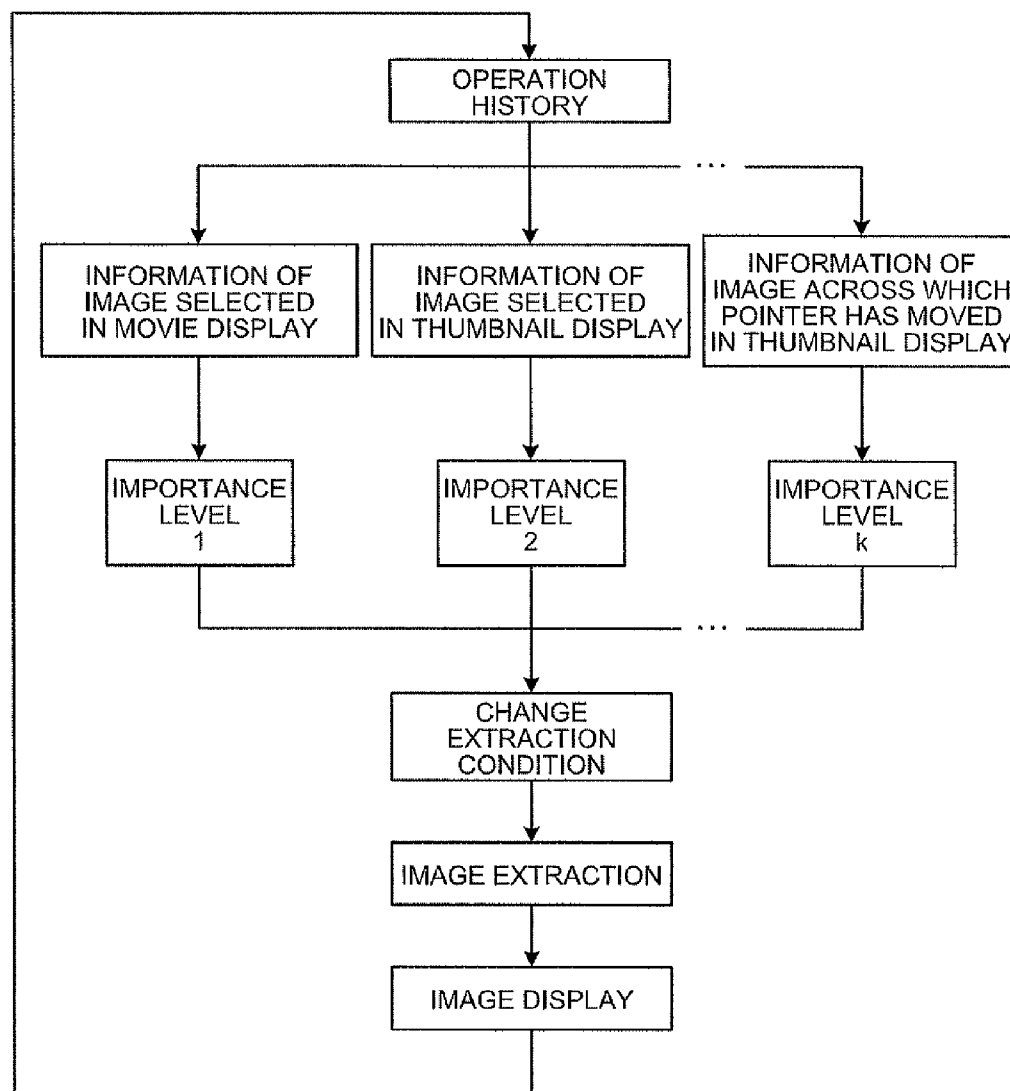 OPERATION
HISTORY
...
INFORMATION OF
IMAGE SELECTED
IN MOVIE DISPLAY
INFORMATION OF
IMAGE SELECTED
IN THUMBNAIL DISPLAY
INFORMATION OF
IMAGE ACROSS WHICH
POINTER HAS MOVED
IN THUMBNAIL DISPLAY
IMPORTANCE
LEVEL
1
IMPORTANCE
LEVEL
2
IMPORTANCE
LEVEL
k
...
CHANGE
EXTRACTION
CONDITION
IMAGE EXTRACTION
IMAGE DISPLAY